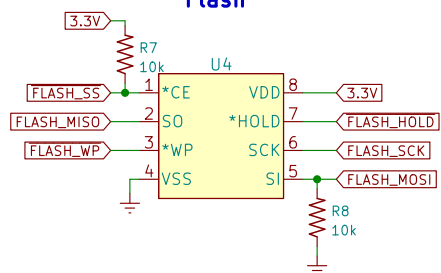 Flash
3.3V
R7
10k
U4
FLASH_SS 1 *CE VDD 8 3.3V
FLASH_MISO 2 SO *HOLD 7 FLASH_HOLD
FLASH_WP 3 *WP SCK 6 FLASH_SCK
4 VSS SI 5 FLASH_MOSI
R8
10k